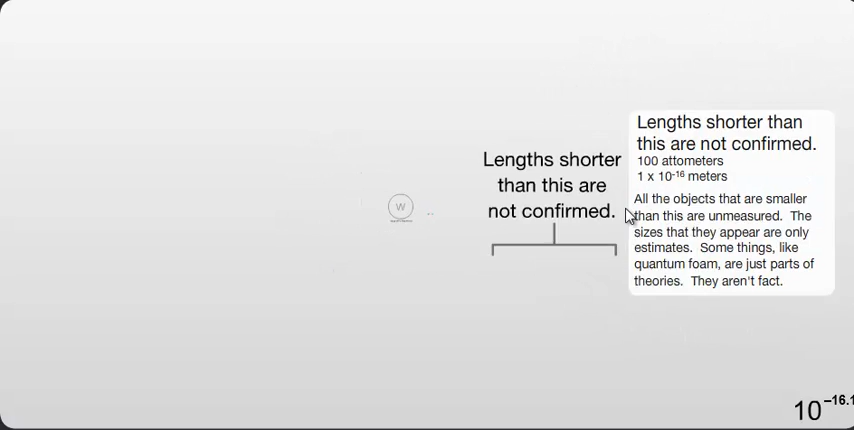 Lengths shorter
than this are
not confirmed.
W
Lengths shorter than
this are not confirmed.
100 attometers
1 x 10⁻¹⁶ meters
All the objects that are smaller
than this are unmeasured. The
sizes that they appear are only
estimates. Some things, like
quantum foam, are just parts of
theories. They aren't fact.
10⁻¹⁶·¹